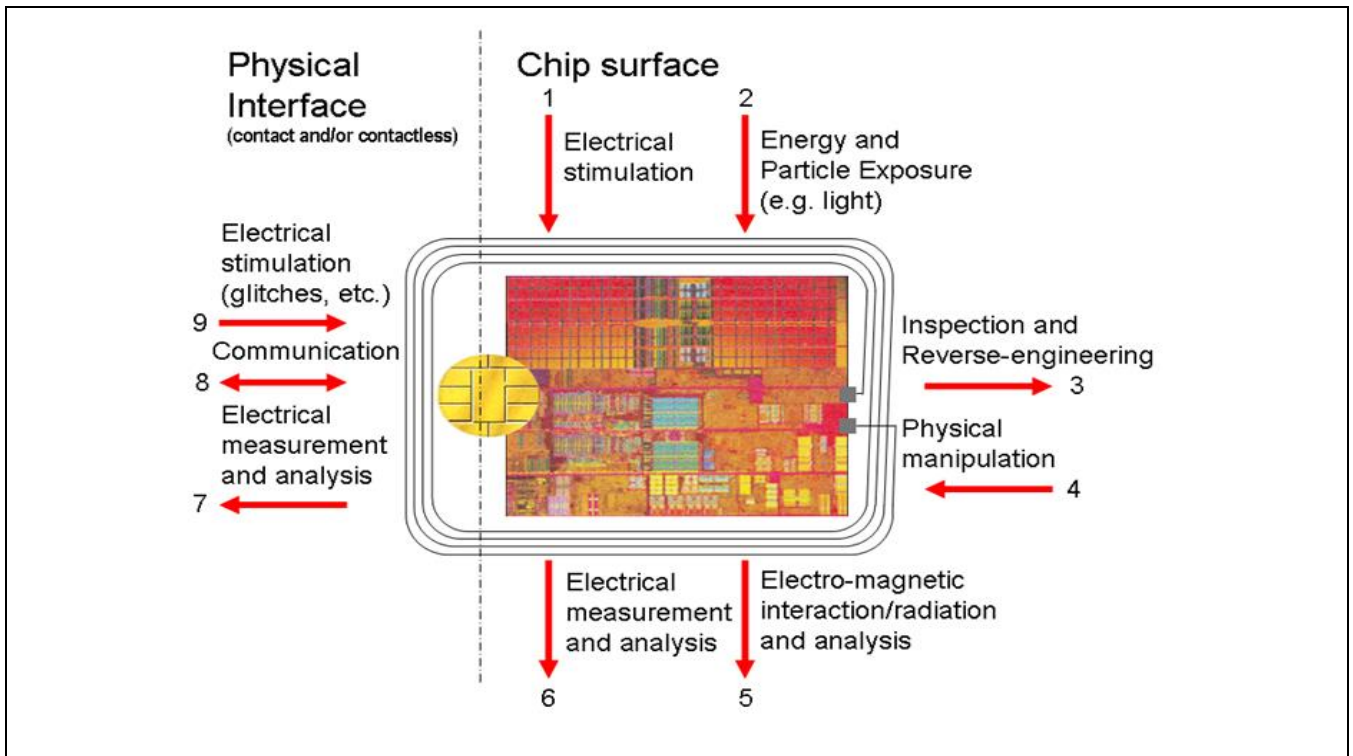 Physical
Interface
(contact and/or contactless)
Chip surface
1
Electrical
stimulation
2
Energy and
Particle Exposure
(e.g. light)
Electrical
stimulation
(glitches, etc.)
9
Communication
8
Electrical
measurement
and analysis
7
Inspection and
Reverse-engineering
3
Physical
manipulation
4
Electrical
measurement
and analysis
6
Electro-magnetic
interaction/radiation
and analysis
5